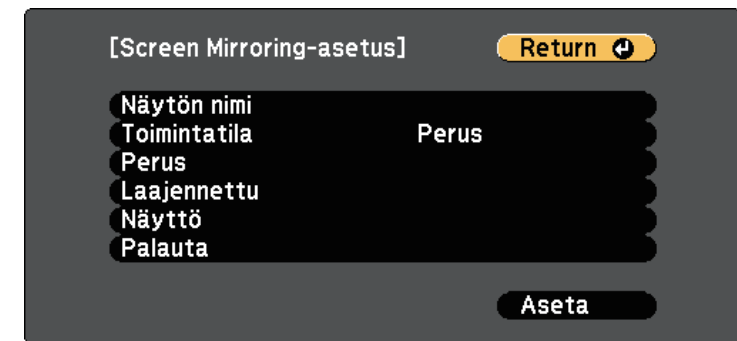 [Screen Mirroring-asetus] Return
Näytön nimi
Toimintatila Perus
Perus
Laajennettu
Näyttö
Palauta
Aseta